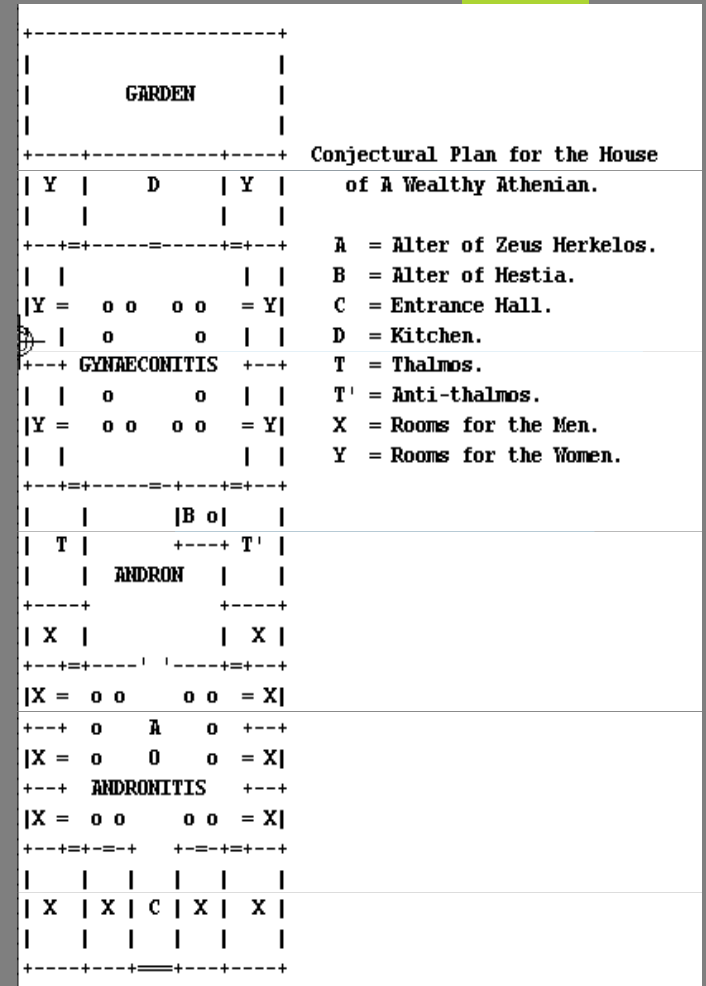 +---------------------+
|                     |
|        GARDEN       |
|                     |
+----+-----------+----+  Conjectural Plan for the House
| Y  |     D     | Y  |     of A Wealthy Athenian.
|    |           |    |
+--+=+-----=-----+=+--+    A  = Alter of Zeus Herkelos.
|  |               |  |    B  = Alter of Hestia.
|Y =   o o   o o   = Y|    C  = Entrance Hall.
|  |   o       o   |  |    D  = Kitchen.
+--+ GYNAECONITIS  +--+    T  = Thalmos.
|  |   o       o   |  |    T' = Anti-thalmos.
|Y =   o o   o o   = Y|    X  = Rooms for the Men.
|  |               |  |    Y  = Rooms for the Women.
+--+=+-----=-+---+=+--+
|    |       |B o|    |
|  T |       +---+ T' |
|    |  ANDRON   |    |
+----+           +----+
| X  |           |  X |
+--+=+----' '----+=+--+
|X =  o o     o o  = X|
+--+  o    A    o  +--+
|X =  o    O    o  = X|
+--+  ANDRONITIS   +--+
|X =  o o     o o  = X|
+--+=+-=-+   +-=-+=+--+
|    |   |   |   |    |
| X  | X | C | X |  X |
|    |   |   |   |    |
+----+---+===+---+----+